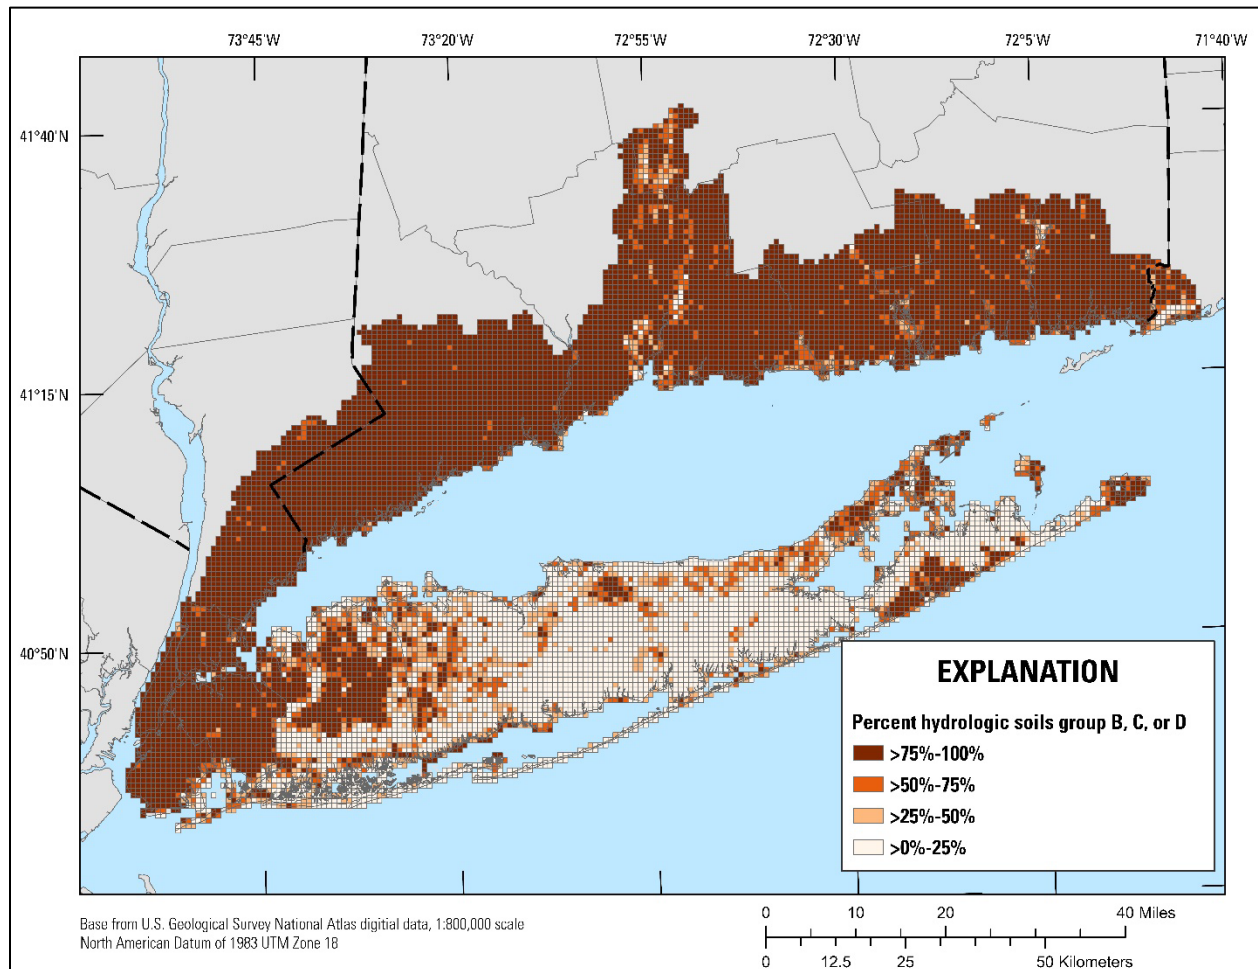 73°45'W 73°20'W 72°55'W 72°30'W 72°5'W 71°40'W
41°40'N
41°15'N
40°50'N
EXPLANATION
Percent hydrologic soils group B, C, or D
>75%-100%
>50%-75%
>25%-50%
>0%-25%
Base from U.S. Geological Survey National Atlas digitial data, 1:800,000 scale
North American Datum of 1983 UTM Zone 18
0 10 20 40 Miles
0 12.5 25 50 Kilometers